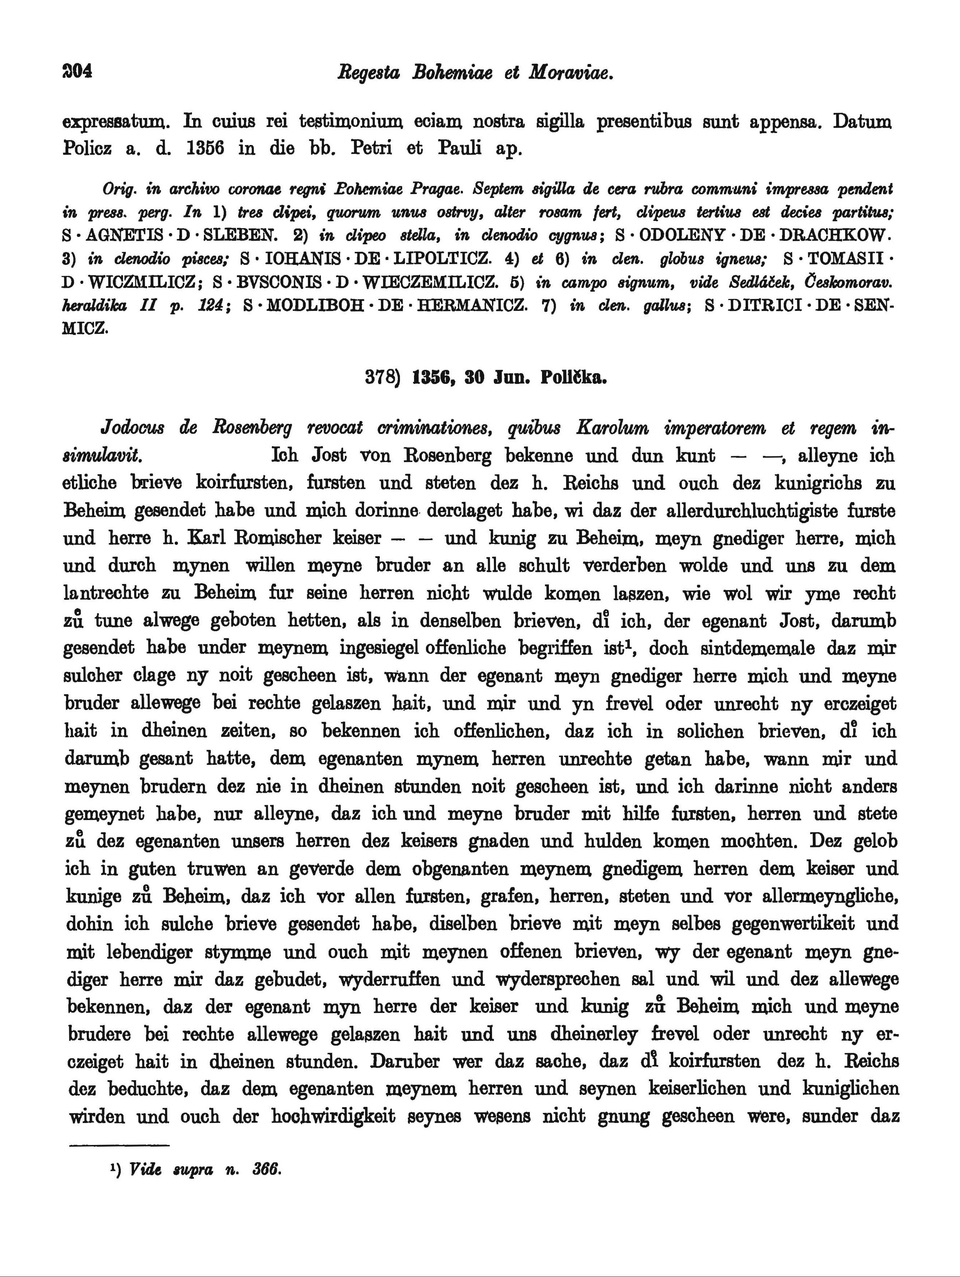 204 Regesta Bohemiae et Moraviae.
expressatum. In cuius rei testimonium eciam nostra sigilla presentibus sunt appensa. Datum
Policz a. d. 1356 in die bb. Petri et Pauli ap.
Orig. in archivo coronae regni Bohemiae Pragae. Septem sigilla de cera rubra communi impressa pendent
in press. perg. In 1) tres clipei, quorum unus ostrvy, alter rosam fert, clipeus tertius est decies partitus;
S · AGNETIS · D · SLEBEN. 2) in clipeo stella, in clenodio cygnus; S · ODOLENY · DE · DRACHKOW.
3) in clenodio pisces; S · IOHANIS · DE · LIPOLTICZ. 4) et 6) in clen. globus igneus; S · TOMASII ·
D · WICZMILICZ; S · BVSCONIS · D · WIECZEMILICZ. 5) in campo signum, vide Sedláček, Českomorav.
heraldika II p. 124; S · MODLIBOH · DE · HERMANICZ. 7) in clen. gallus; S · DITRICI · DE · SEN-
MICZ.
378) 1356, 30 Jun. Polička.
Jodocus de Rosenberg revocat criminationes, quibus Karolum imperatorem et regem in-
simulavit. Ich Jost von Rosenberg bekenne und dun kunt — —, alleyne ich
etliche brieve koirfursten, fursten und steten dez h. Reichs und ouch dez kunigrichs zu
Beheim gesendet habe und mich dorinne derclaget habe, wi daz der allerdurchluchtigiste furste
und herre h. Karl Romischer keiser — — und kunig zu Beheim, meyn gnediger herre, mich
und durch mynen willen meyne bruder an alle schult verderben wolde und uns zu dem
lantrechte zu Beheim fur seine herren nicht wulde komen laszen, wie wol wir yme recht
zů tune alwege geboten hetten, als in denselben brieven, dͤi ich, der egenant Jost, darumb
gesendet habe under meynem ingesiegel offenliche begriffen ist¹, doch sintdememale daz mir
sulcher clage ny noit gescheen ist, wann der egenant meyn gnediger herre mich und meyne
bruder allewege bei rechte gelaszen hait, und mir und yn frevel oder unrecht ny erczeiget
hait in dheinen zeiten, so bekennen ich offenlichen, daz ich in solichen brieven, dͤi ich
darumb gesant hatte, dem egenanten mynem herren unrechte getan habe, wann mir und
meynen brudern dez nie in dheinen stunden noit gescheen ist, und ich darinne nicht anders
gemeynet habe, nur alleyne, daz ich und meyne bruder mit hilfe fursten, herren und stete
zů dez egenanten unsers herren dez keisers gnaden und hulden komen mochten. Dez gelob
ich in guten truwen an geverde dem obgenanten meynem gnedigem herren dem keiser und
kunige zů Beheim, daz ich vor allen fursten, grafen, herren, steten und vor allermeyngliche,
dohin ich sulche brieve gesendet habe, diselben brieve mit meyn selbes gegenwertikeit und
mit lebendiger stymme und ouch mit meynen offenen brieven, wy der egenant meyn gne-
diger herre mir daz gebudet, wyderruffen und wydersprechen sal und wil und dez allewege
bekennen, daz der egenant myn herre der keiser und kunig zů Beheim mich und meyne
brudere bei rechte allewege gelaszen hait und uns dheinerley frevel oder unrecht ny er-
czeiget hait in dheinen stunden. Daruber wer daz sache, daz dͤi koirfursten dez h. Reichs
dez beduchte, daz dem egenanten meynem herren und seynen keiserlichen und kuniglichen
wirden und ouch der hochwirdigkeit seynes wesens nicht gnung gescheen were, sunder daz
¹) Vide supra n. 366.